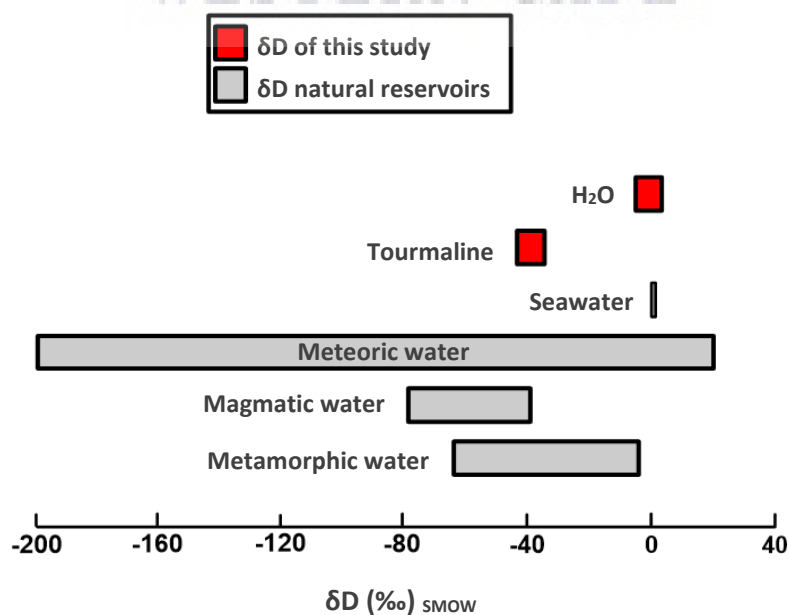 δD of this study
δD natural reservoirs
H₂O
Tourmaline
Seawater
Meteoric water
Magmatic water
Metamorphic water
-200 -160 -120 -80 -40 0 40
δD (‰) SMOW